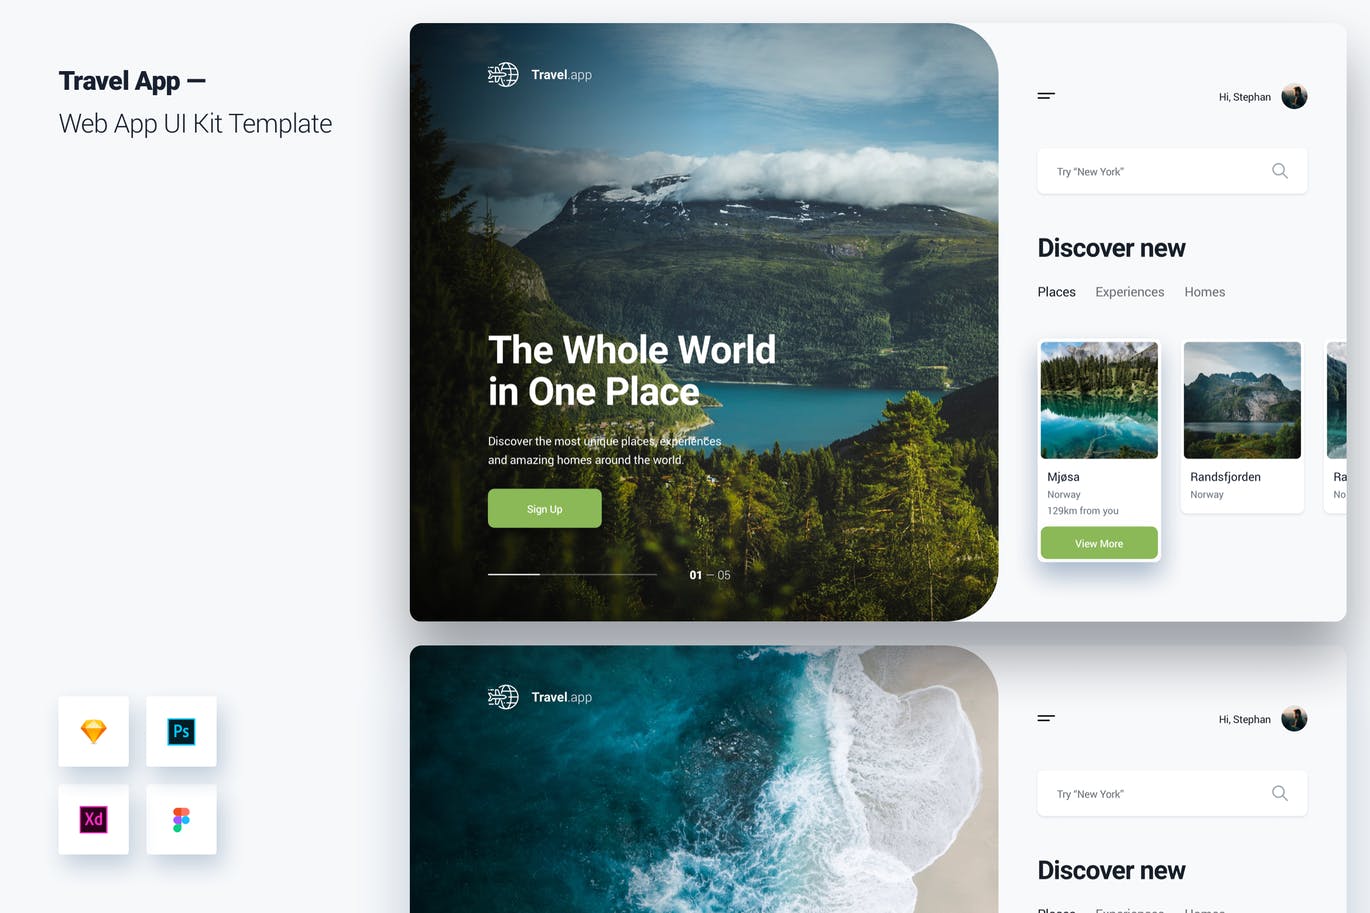 Travel App —
Web App UI Kit Template
Ps
Xd
Travel.app
The Whole World
in One Place
Discover the most unique places, experiences
and amazing homes around the world.
Sign Up
01 — 05
Hi, Stephan
Try “New York”
Discover new
Places Experiences Homes
Mjøsa
Norway
129km from you
View More
Randsfjorden
Norway
Ra
No
Travel.app
Hi, Stephan
Try “New York”
Discover new
Places Experiences Homes